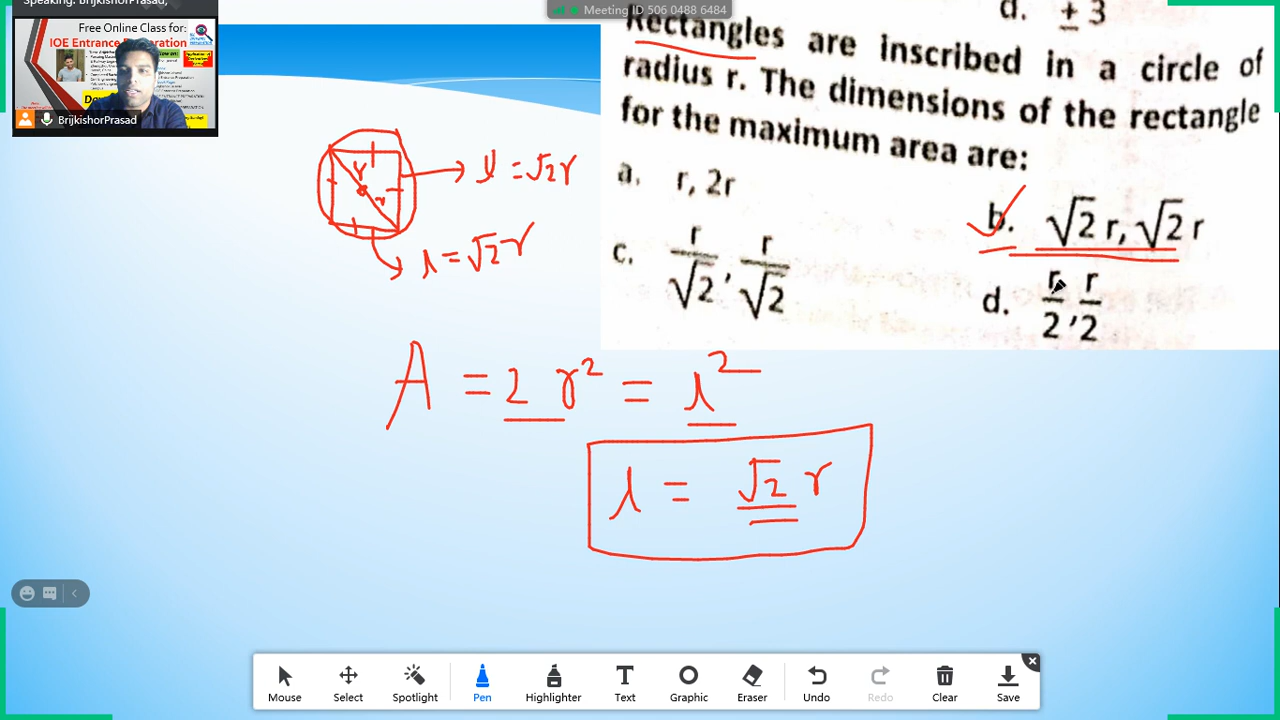 Speaking: BrijkishorPrasad,
Meeting ID 506 0488 6484
Free Online Class for:
IOE Entrance Preparation
BrijkishorPrasad
d. ± 3
Rectangles are inscribed in a circle of
radius r. The dimensions of the rectangle
for the maximum area are:
a. r, 2r
b. √2 r, √2 r
c. r/√2, r/√2
d. r/2, r/2
r
r
l = √2 r
l = √2 r
A = 2 r² = l²
l = √2 r
Mouse Select Spotlight Pen Highlighter Text Graphic Eraser Undo Redo Clear Save